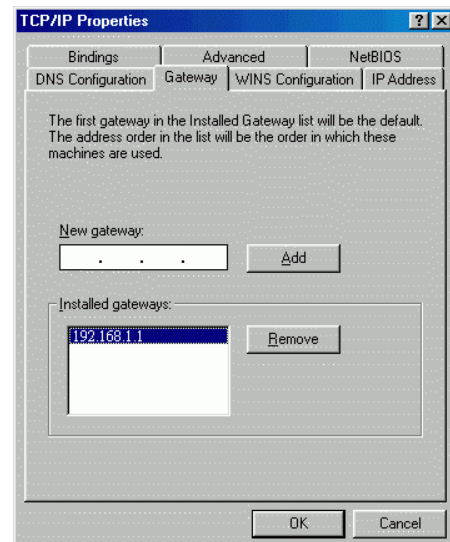 TCP/IP Properties
Bindings
Advanced
NetBIOS
DNS Configuration
Gateway
WINS Configuration
IP Address
The first gateway in the Installed Gateway list will be the default.
The address order in the list will be the order in which these
machines are used.
New gateway:
. . .
Add
Installed gateways:
192.168.1.1
Remove
OK
Cancel